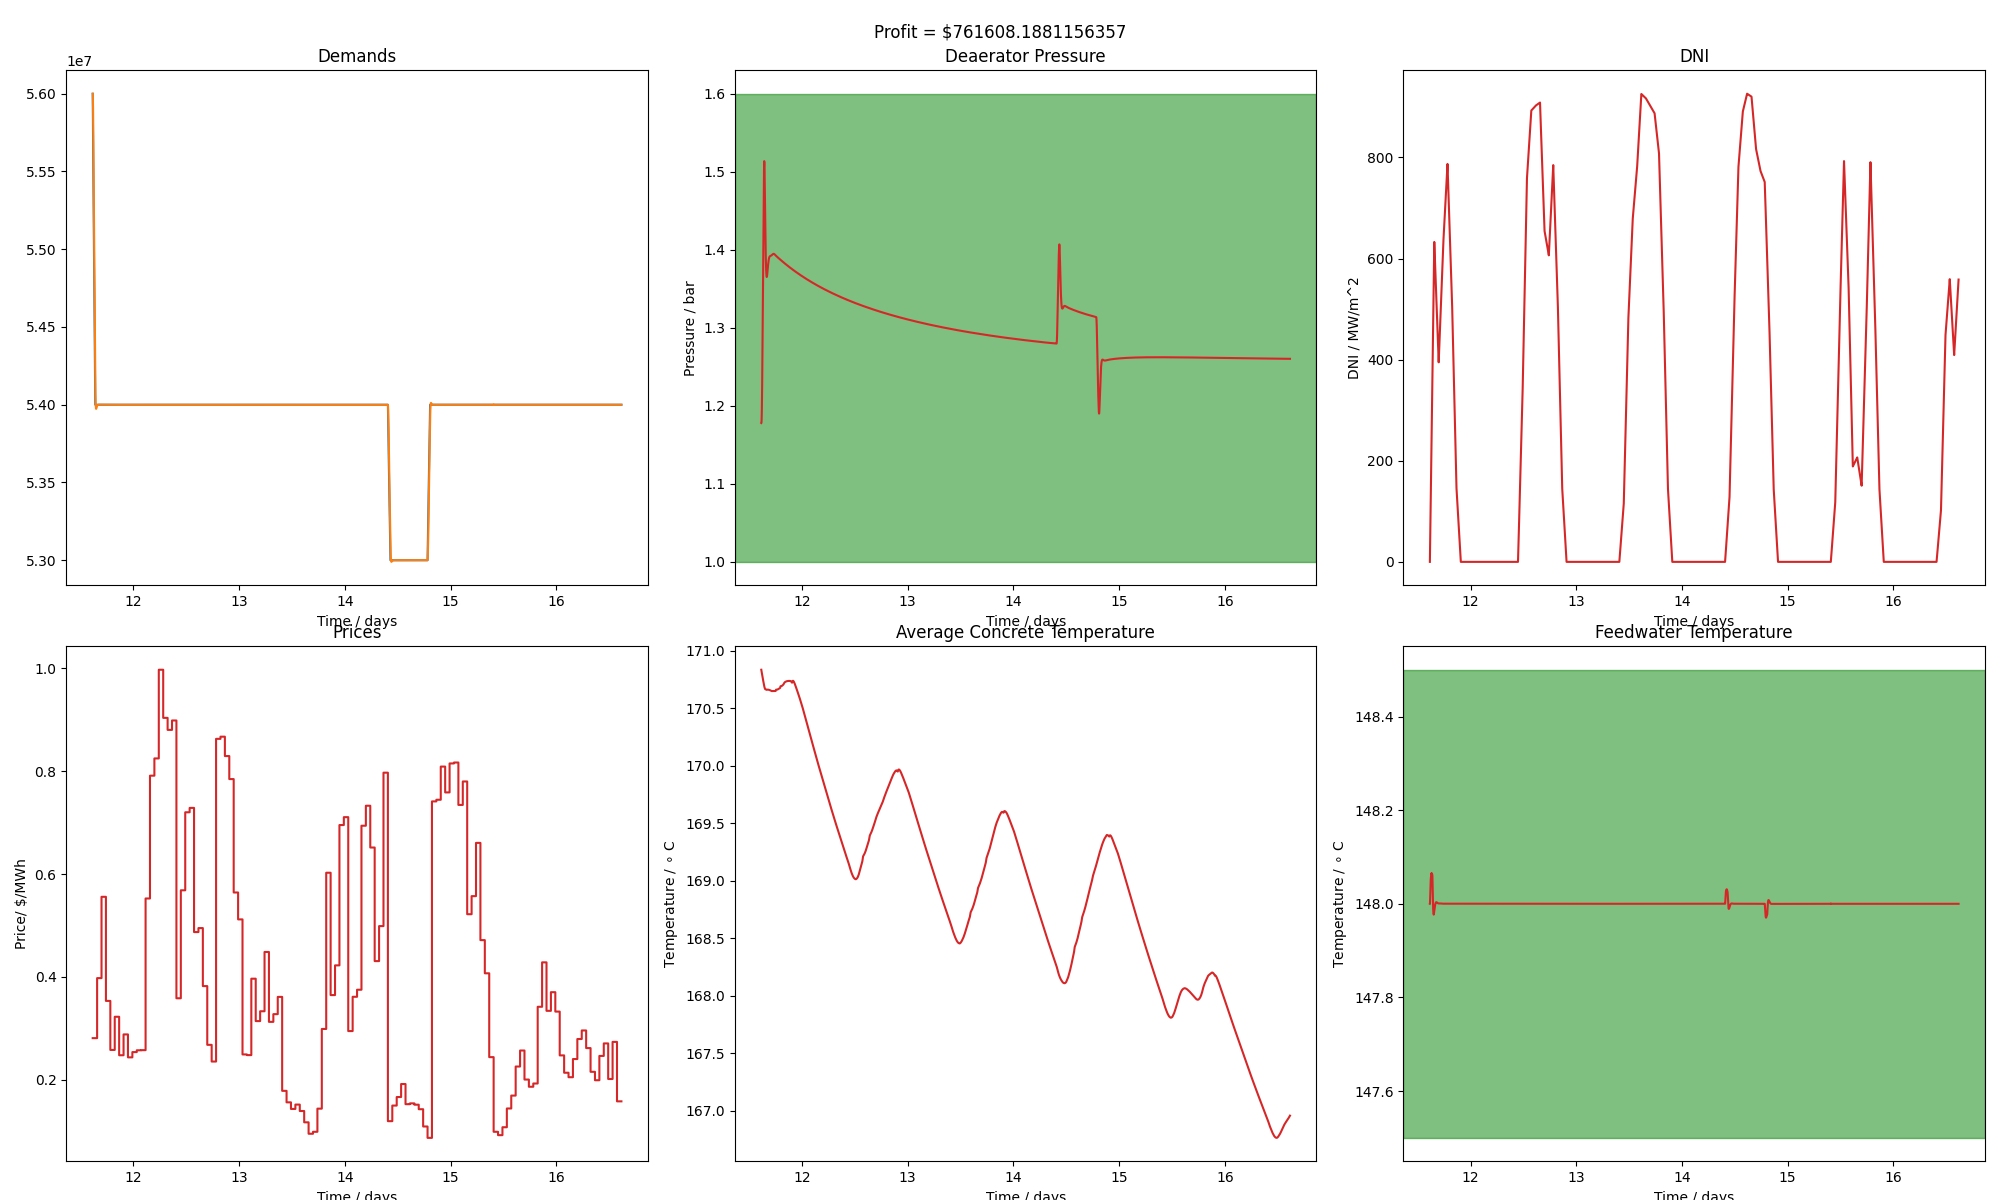 Profit = $761608.1881156357
Demands
1e7
5.60
5.55
5.50
5.45
5.40
5.35
5.30
12 13 14 15 16
Time / days
Deaerator Pressure
Pressure / bar
1.6
1.5
1.4
1.3
1.2
1.1
1.0
12 13 14 15 16
Time / days
DNI
DNI / MW/m^2
800
600
400
200
0
12 13 14 15 16
Time / days
Prices
Price/ $/MWh
1.0
0.8
0.6
0.4
0.2
12 13 14 15 16
Time / days
Average Concrete Temperature
Temperature / ∘ C
171.0
170.5
170.0
169.5
169.0
168.5
168.0
167.5
167.0
12 13 14 15 16
Time / days
Feedwater Temperature
Temperature / ∘ C
148.4
148.2
148.0
147.8
147.6
12 13 14 15 16
Time / days